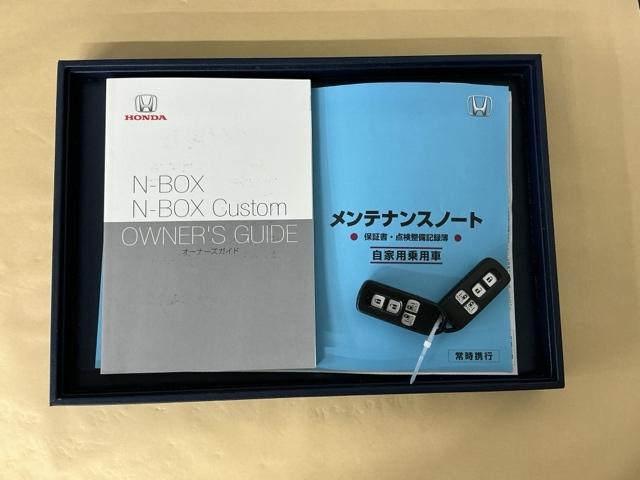 HONDA
N-BOX
N-BOX Custom
OWNER'S GUIDE
オーナーズガイド
メンテナンスノート
保証書・点検整備記録簿
自家用乗用車
常時携行